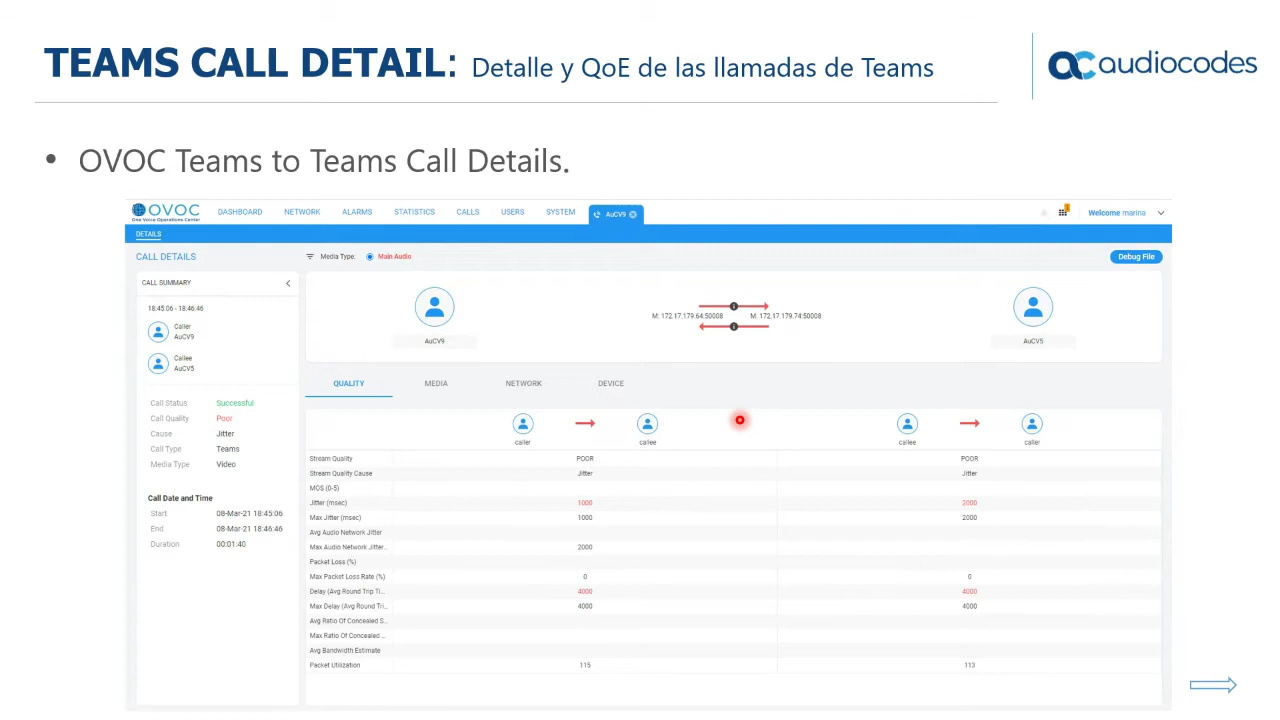 TEAMS CALL DETAIL: Detalle y QoE de las llamadas de Teams
audiocodes
• OVOC Teams to Teams Call Details.
OVOC
One Voice Operations Center
DASHBOARD NETWORK ALARMS STATISTICS CALLS USERS SYSTEM AuCV9 Welcome marina
DETAILS
CALL DETAILS Media Type: Main Audio Debug File
CALL SUMMARY
18:45:06 - 18:46:46
Caller
AuCV9
Callee
AuCV5
Call Status Successful
Call Quality Poor
Cause Jitter
Call Type Teams
Media Type Video
Call Date and Time
Start 08-Mar-21 18:45:06
End 08-Mar-21 18:46:46
Duration 00:01:40
M: 172.17.179.64:50008 M: 172.17.179.74:50008
AuCV9 AuCV5
QUALITY MEDIA NETWORK DEVICE
caller callee callee caller
Stream Quality POOR POOR
Stream Quality Cause Jitter Jitter
MOS (0-5)
Jitter (msec) 1000 2000
Max Jitter (msec) 1000 2000
Avg Audio Network Jitter
Max Audio Network Jitter... 2000
Packet Loss (%)
Max Packet Loss Rate (%) 0 0
Delay (Avg Round Trip Ti... 4000 4000
Max Delay (Avg Round Tri... 4000 4000
Avg Ratio Of Concealed S...
Max Ratio Of Concealed ...
Avg Bandwidth Estimate
Packet Utilization 115 113